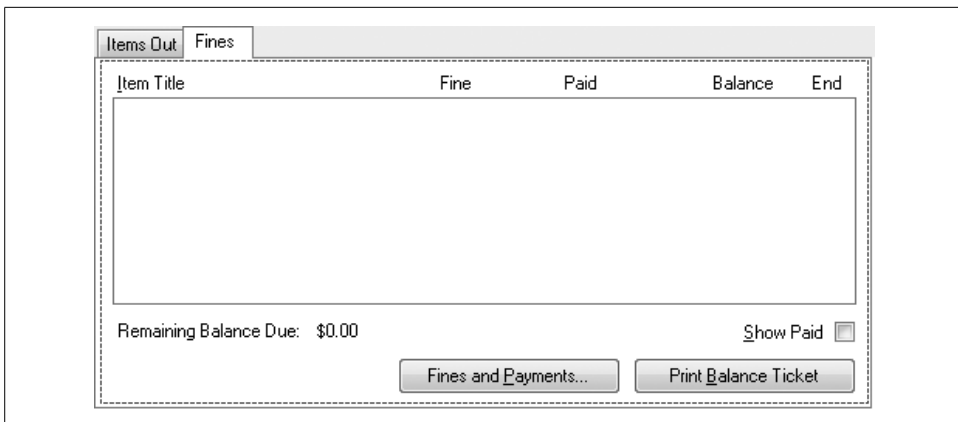 Items Out Fines
Item Title Fine Paid Balance End
Remaining Balance Due: $0.00 Show Paid
Fines and Payments... Print Balance Ticket